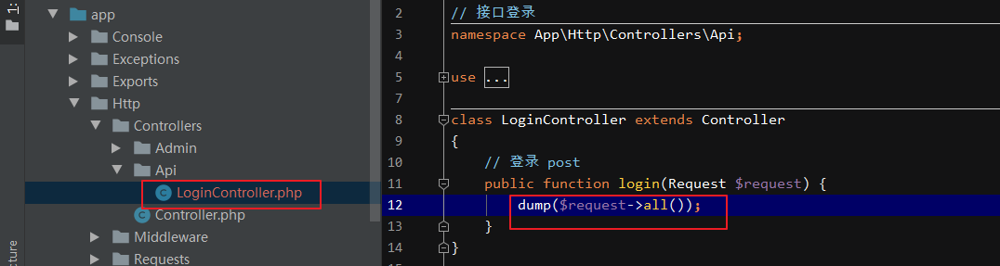 1:
app
Console
Exceptions
Exports
Http
Controllers
Admin
Api
LoginController.php
Controller.php
Middleware
Requests
cture
2 // 接口登录
3 namespace App\Http\Controllers\Api;
4
5 use ...
7
8 class LoginController extends Controller
9 {
10 // 登录 post
11 public function login(Request $request) {
12 dump($request->all());
13 }
14 }
15